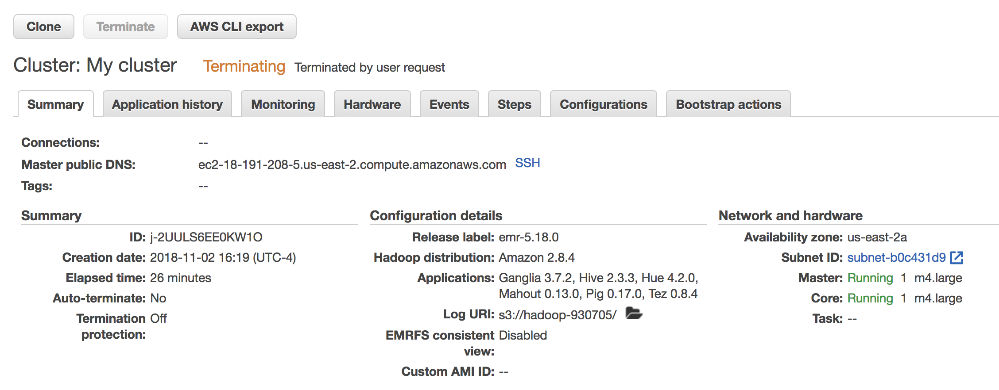 Clone Terminate AWS CLI export
Cluster: My cluster Terminating Terminated by user request
Summary Application history Monitoring Hardware Events Steps Configurations Bootstrap actions
Connections: --
Master public DNS: ec2-18-191-208-5.us-east-2.compute.amazonaws.com SSH
Tags: --
Summary
ID: j-2UULS6EE0KW1O
Creation date: 2018-11-02 16:19 (UTC-4)
Elapsed time: 26 minutes
Auto-terminate: No
Termination Off
protection:
Configuration details
Release label: emr-5.18.0
Hadoop distribution: Amazon 2.8.4
Applications: Ganglia 3.7.2, Hive 2.3.3, Hue 4.2.0,
Mahout 0.13.0, Pig 0.17.0, Tez 0.8.4
Log URI: s3://hadoop-930705/
EMRFS consistent Disabled
view:
Custom AMI ID: --
Network and hardware
Availability zone: us-east-2a
Subnet ID: subnet-b0c431d9
Master: Running 1 m4.large
Core: Running 1 m4.large
Task: --